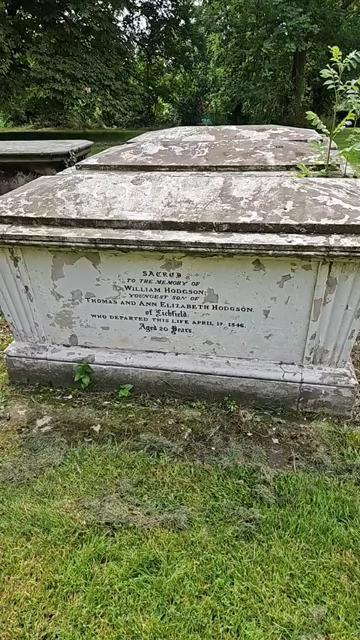 SACRED
TO THE MEMORY OF
WILLIAM HODGSON
YOUNGEST SON OF
THOMAS AND ANN ELIZABETH HODGSON.
of Lichfield.
WHO DEPARTED THIS LIFE APRIL 17. 1846.
Aged 20 Years.